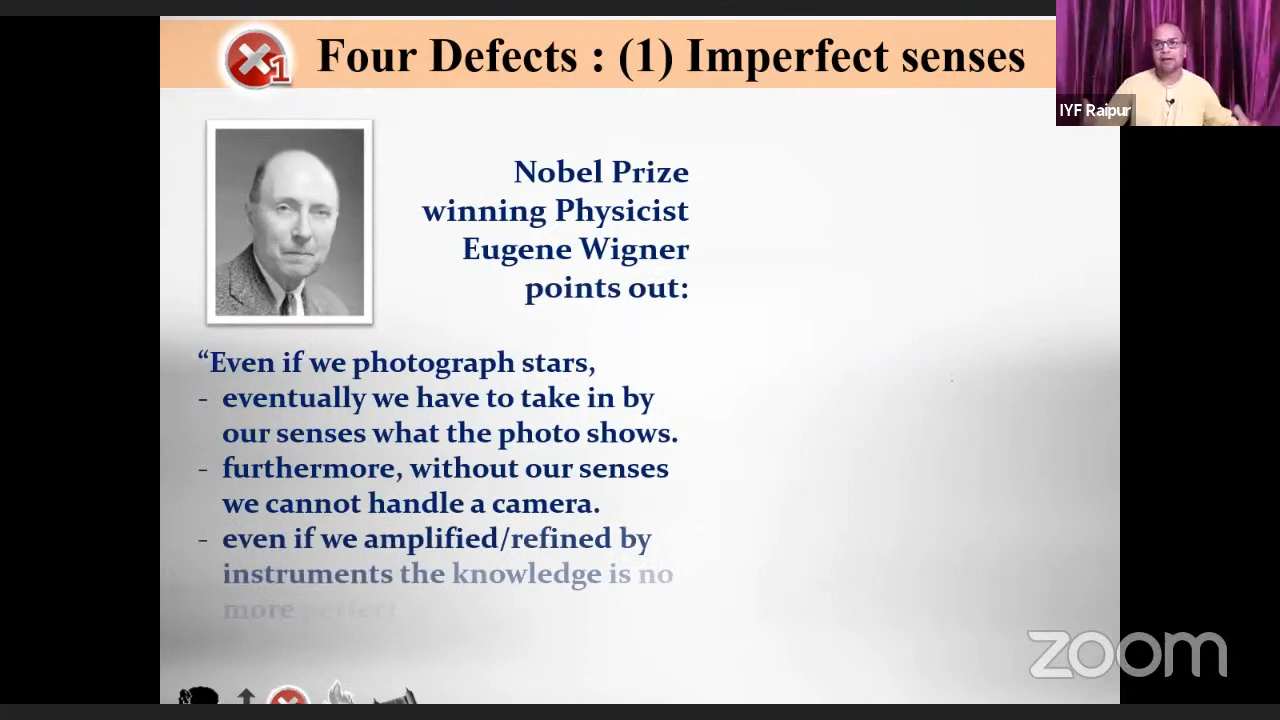 Four Defects : (1) Imperfect senses
1
IYF Raipur
Nobel Prize
winning Physicist
Eugene Wigner
points out:
“Even if we photograph stars,
- eventually we have to take in by
our senses what the photo shows.
- furthermore, without our senses
we cannot handle a camera.
- even if we amplified/refined by
instruments the knowledge is no
more perfect
zoom